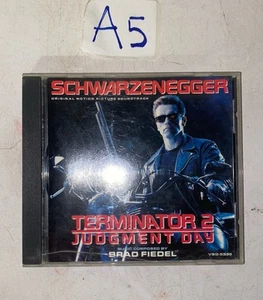 A5
SCHWARZENEGGER
ORIGINAL MOTION PICTURE SOUNDTRACK
TERMINATOR 2
JUDGMENT DAY
MUSIC COMPOSED BY
BRAD FIEDEL